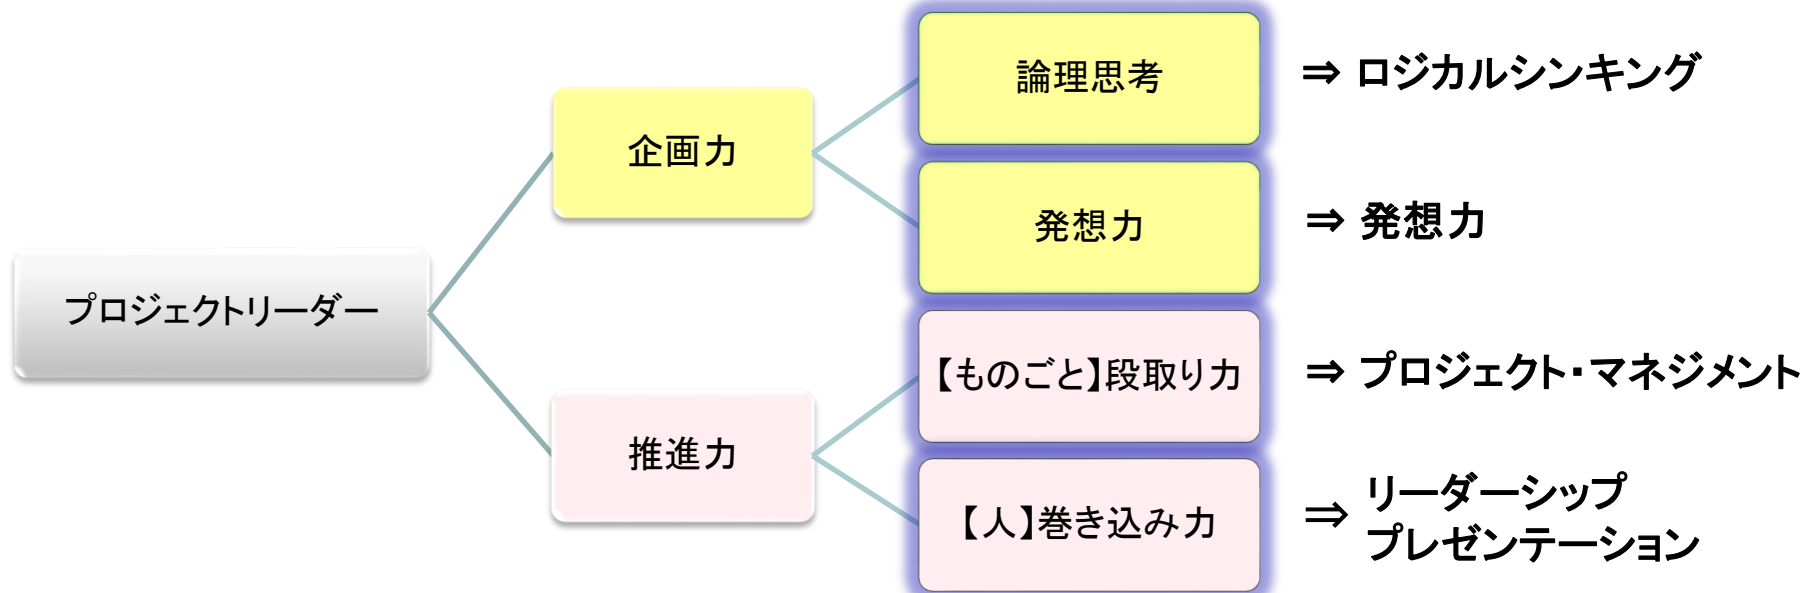 プロジェクトリーダー
企画力
推進力
論理思考
⇒ ロジカルシンキング
発想力
⇒ 発想力
【ものごと】段取り力
⇒ プロジェクト・マネジメント
【人】巻き込み力
⇒ リーダーシップ
プレゼンテーション